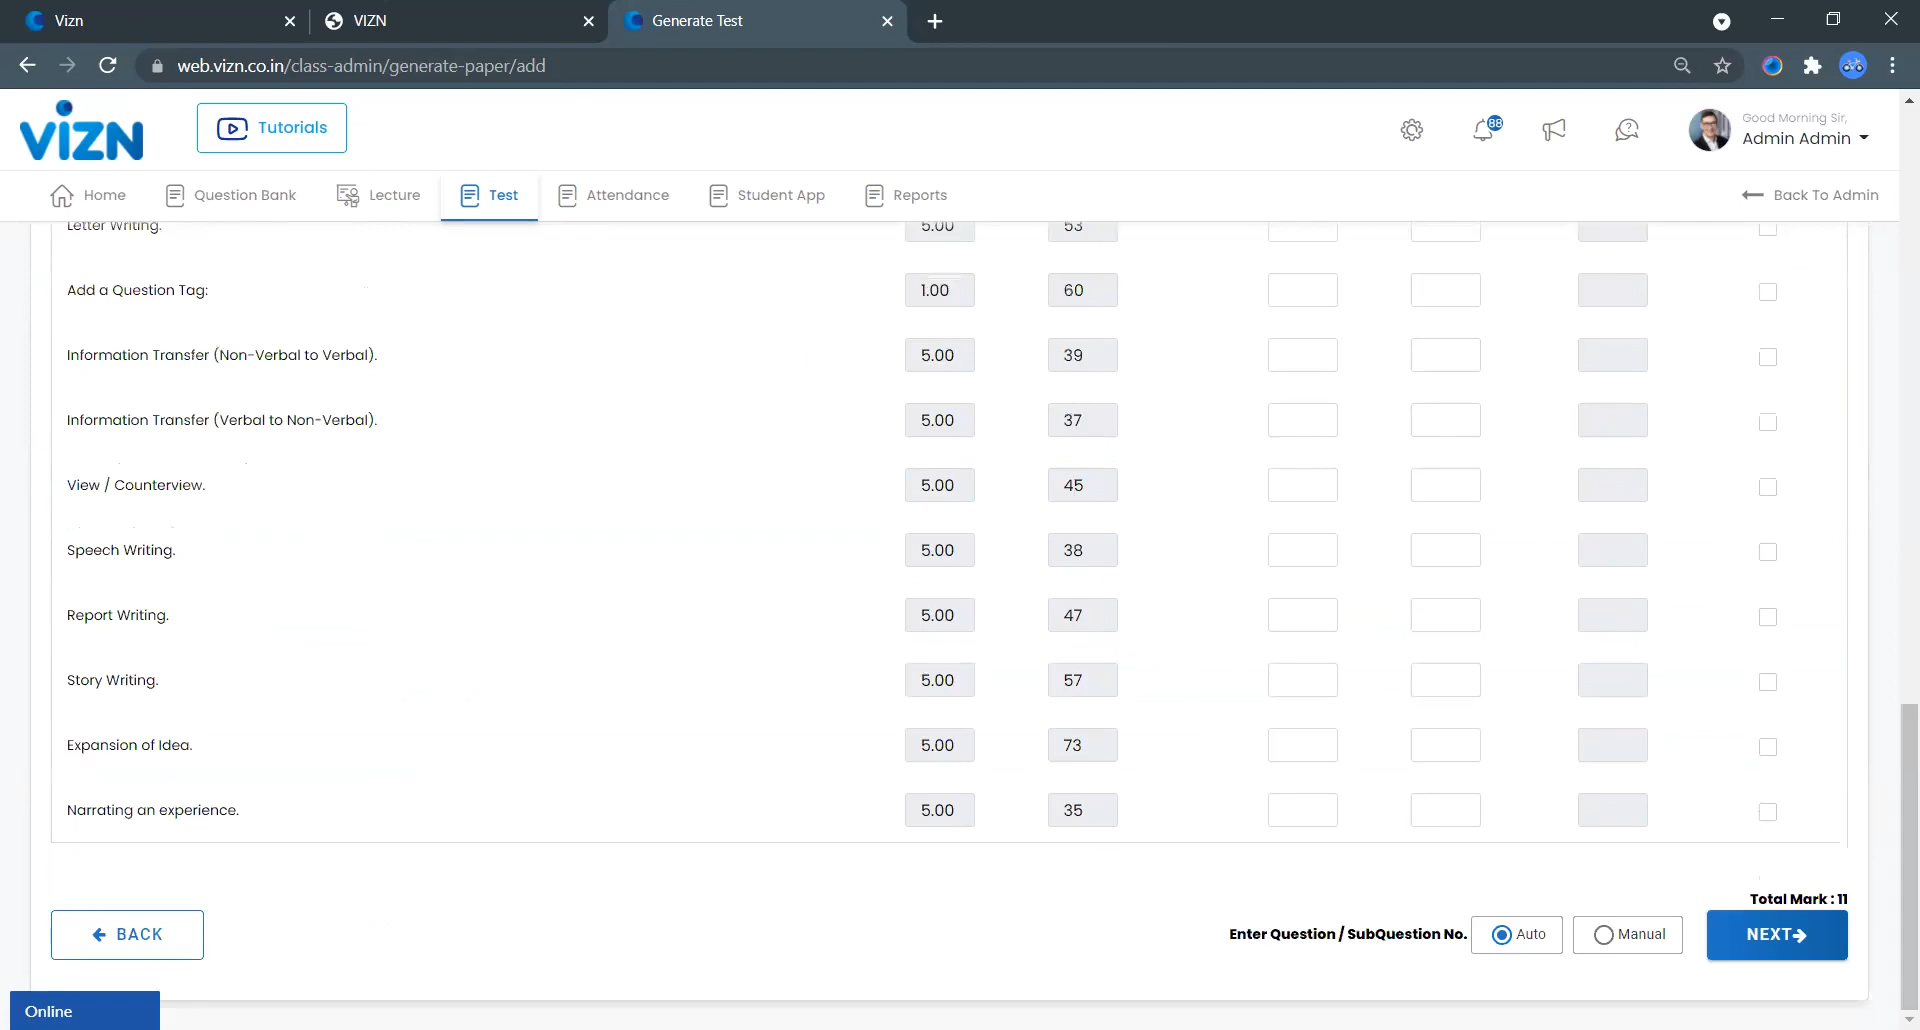 Vizn
VIZN
Generate Test
web.vizn.co.in/class-admin/generate-paper/add
VIZN
Tutorials
88
Good Morning Sir,
Admin Admin
Home
Question Bank
Lecture
Test
Attendance
Student App
Reports
Back To Admin
Letter Writing. 5.00 53
Add a Question Tag: 1.00 60
Information Transfer (Non-Verbal to Verbal). 5.00 39
Information Transfer (Verbal to Non-Verbal). 5.00 37
View / Counterview. 5.00 45
Speech Writing. 5.00 38
Report Writing. 5.00 47
Story Writing. 5.00 57
Expansion of Idea. 5.00 73
Narrating an experience. 5.00 35
Total Mark : 11
BACK
Enter Question / SubQuestion No. Auto Manual
NEXT
Online